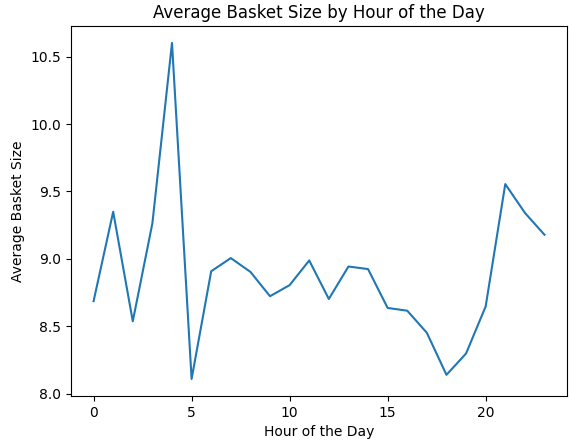 Average Basket Size by Hour of the Day
10.5
10.0
9.5
9.0
8.5
8.0
Average Basket Size
0 5 10 15 20
Hour of the Day